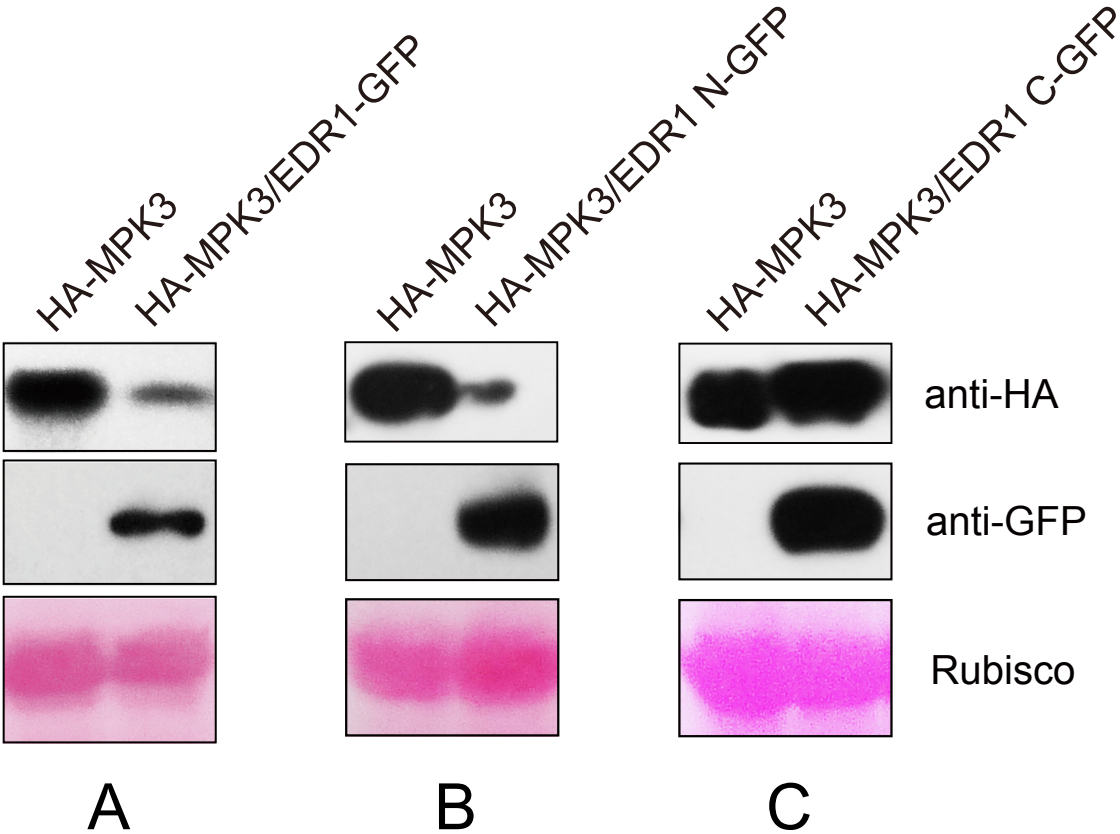 HA-MPK3
HA-MPK3/EDR1-GFP
HA-MPK3
HA-MPK3/EDR1 N-GFP
HA-MPK3
HA-MPK3/EDR1 C-GFP
anti-HA
anti-GFP
Rubisco
A
B
C